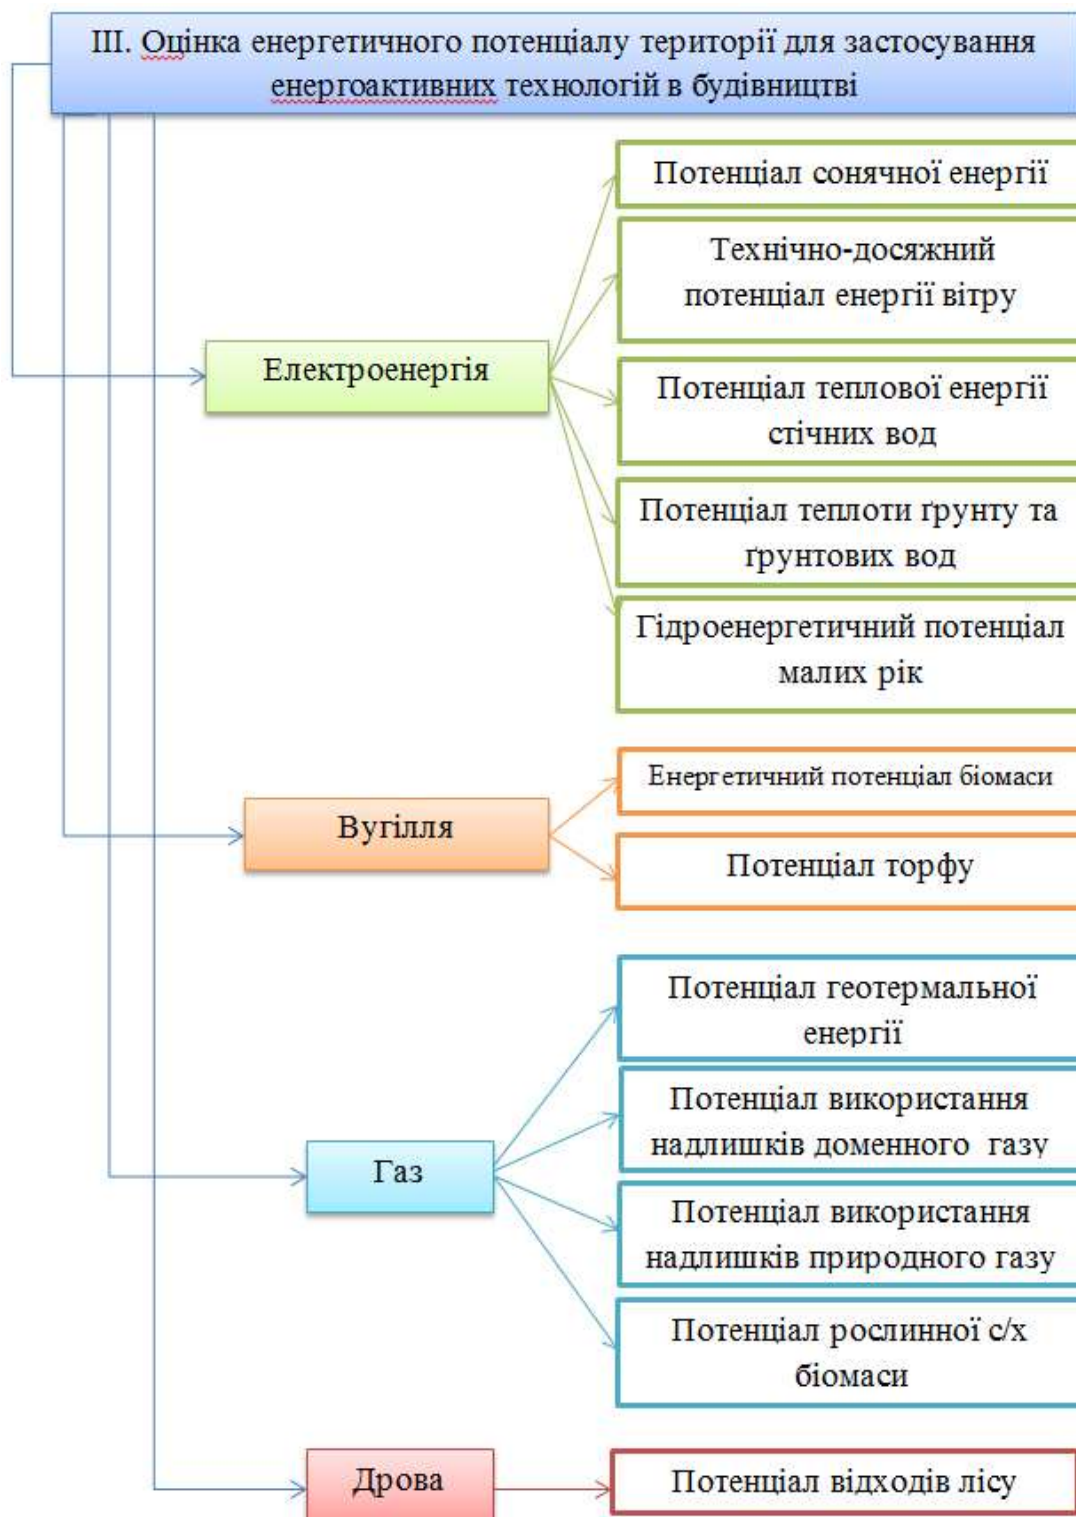 III. Оцінка енергетичного потенціалу території для застосування
енергоактивних технологій в будівництві
Електроенергія
Потенціал сонячної енергії
Технічно-досяжний
потенціал енергії вітру
Потенціал теплової енергії
стічних вод
Потенціал теплоти ґрунту та
ґрунтових вод
Гідроенергетичний потенціал
малих рік
Вугілля
Енергетичний потенціал біомаси
Потенціал торфу
Газ
Потенціал геотермальної
енергії
Потенціал використання
надлишків доменного газу
Потенціал використання
надлишків природного газу
Потенціал рослинної с/х
біомаси
Дрова
Потенціал відходів лісу